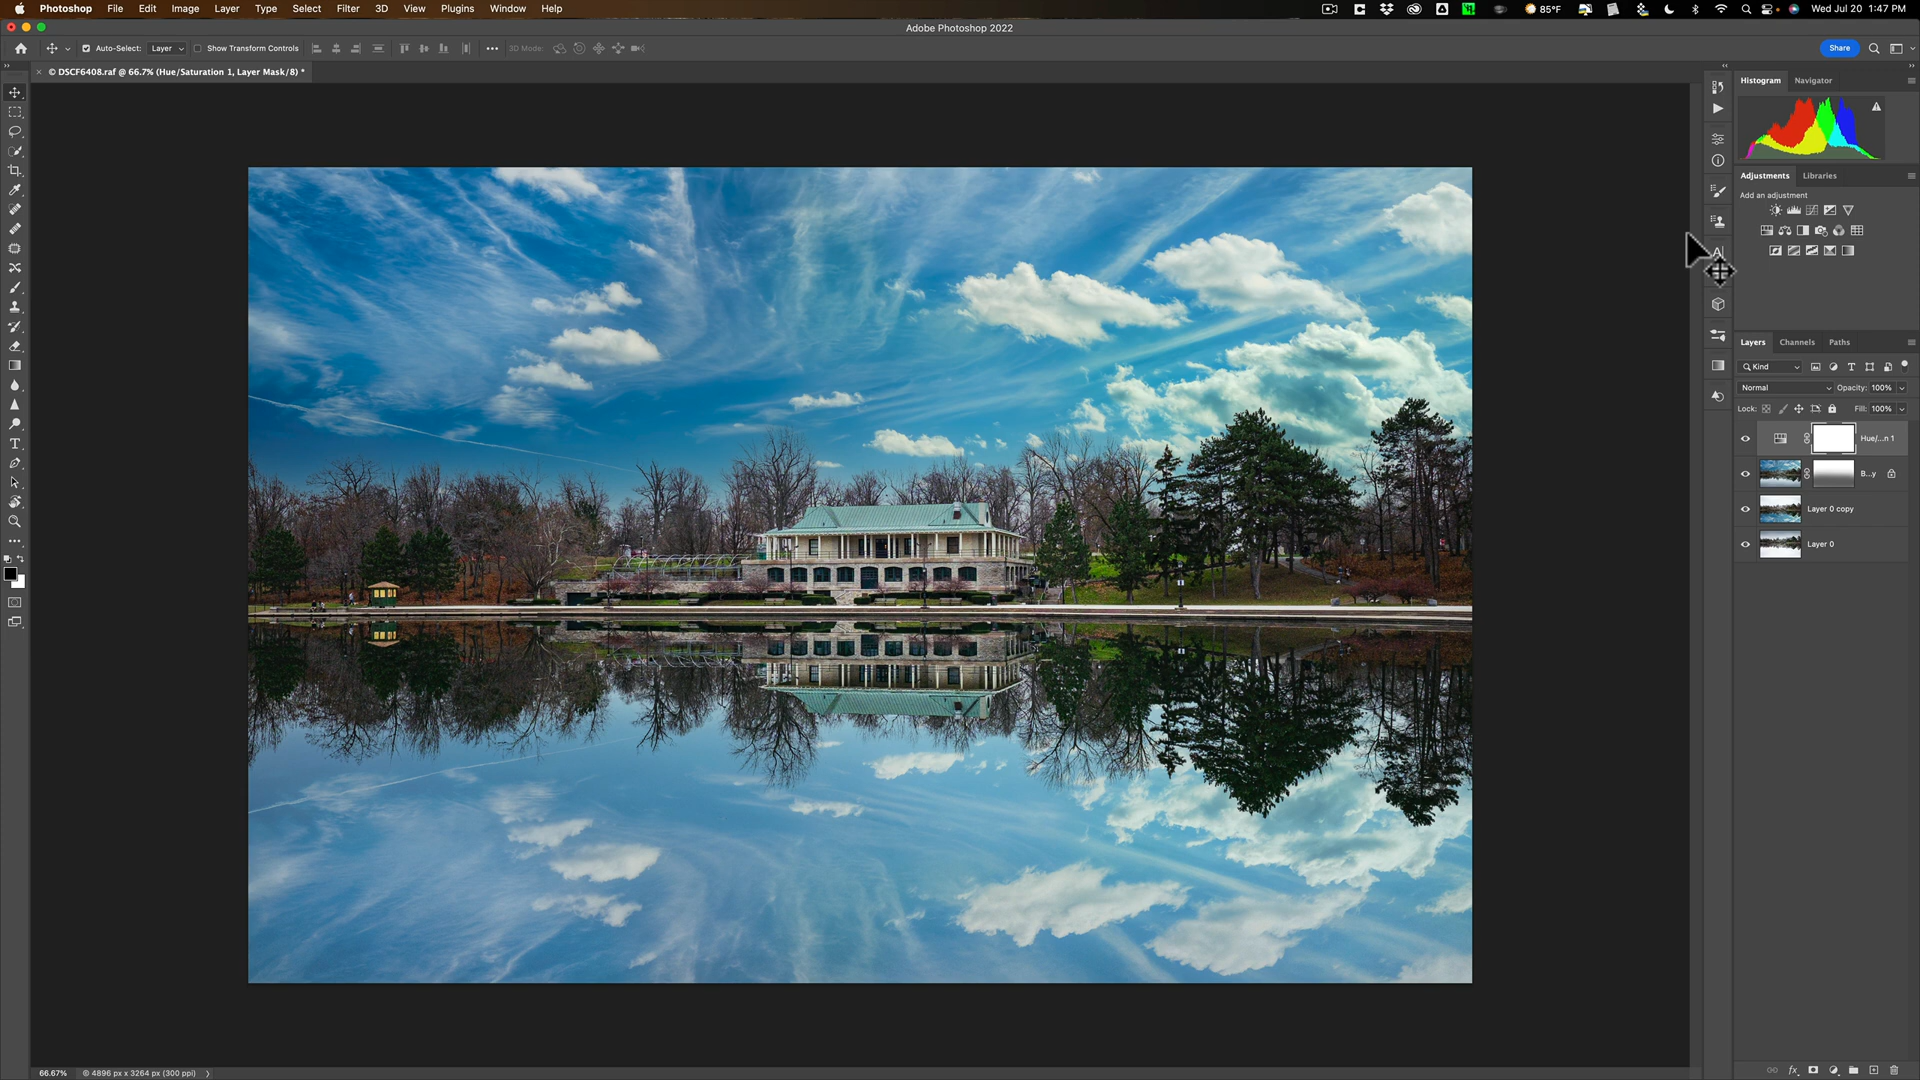 Photoshop File Edit Image Layer Type Select Filter 3D View Plugins Window Help 85°F Wed Jul 20 1:47 PM
Adobe Photoshop 2022
Auto-Select: Layer Show Transform Controls 3D Mode: Share
× © DSCF6408.raf @ 66.7% (Hue/Saturation 1, Layer Mask/8) *
Histogram Navigator
Adjustments Libraries
Add an adjustment
Layers Channels Paths
Kind
Normal Opacity: 100%
Lock: Fill: 100%
Hue/...n 1
B...y
Layer 0 copy
Layer 0
66.67% 4896 px x 3264 px (300 ppi)